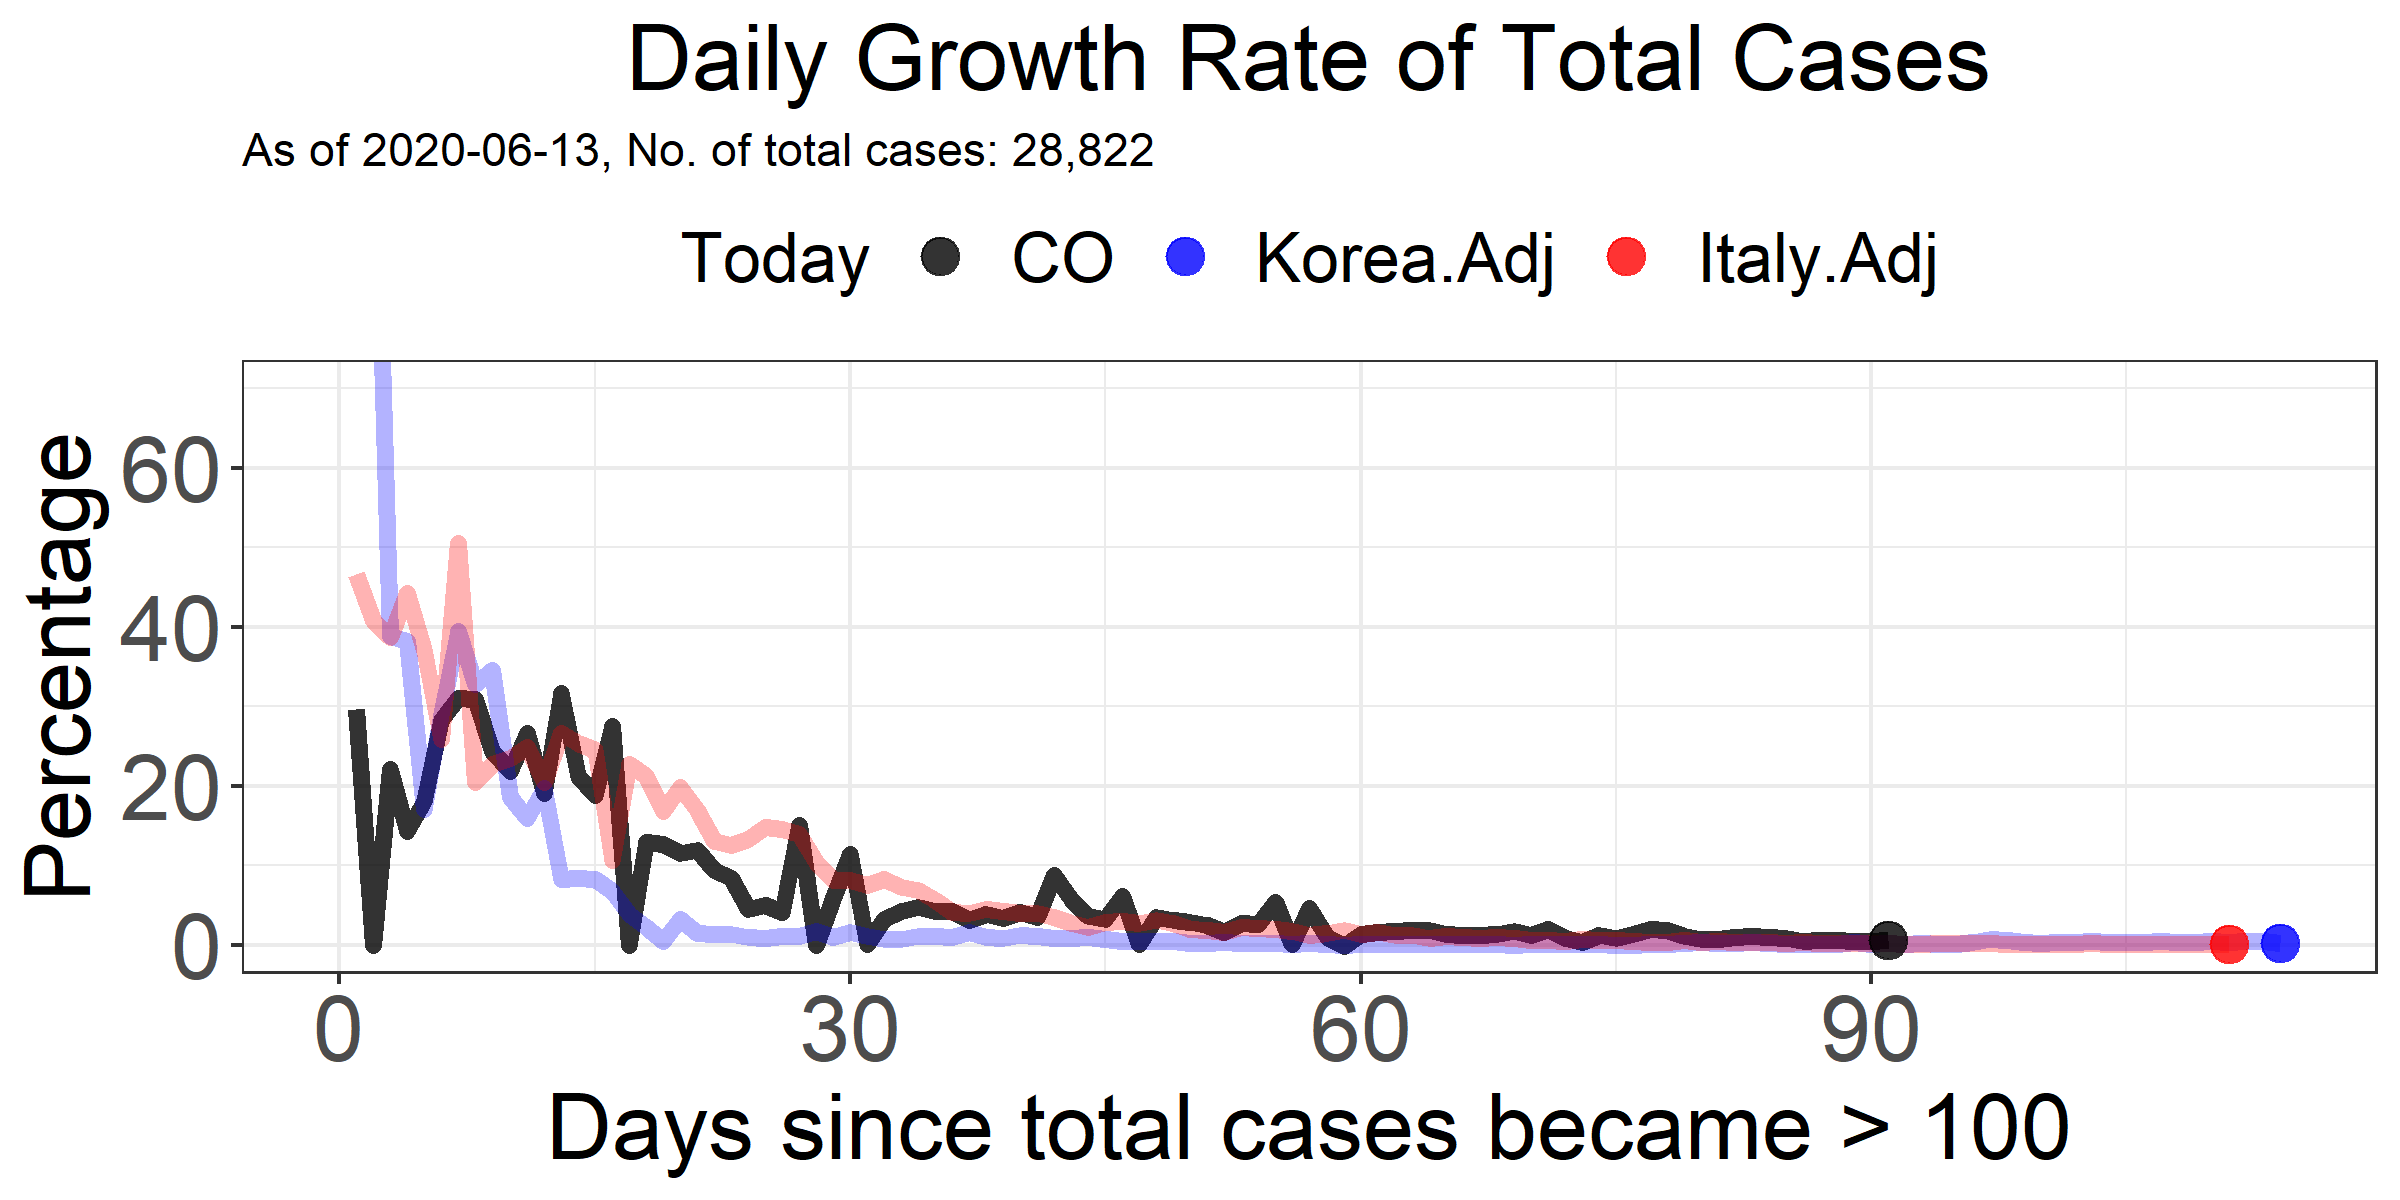 Daily Growth Rate of Total Cases
As of 2020-06-13, No. of total cases: 28,822
Today CO Korea.Adj Italy.Adj
Percentage
60
40
20
0
0 30 60 90
Days since total cases became > 100